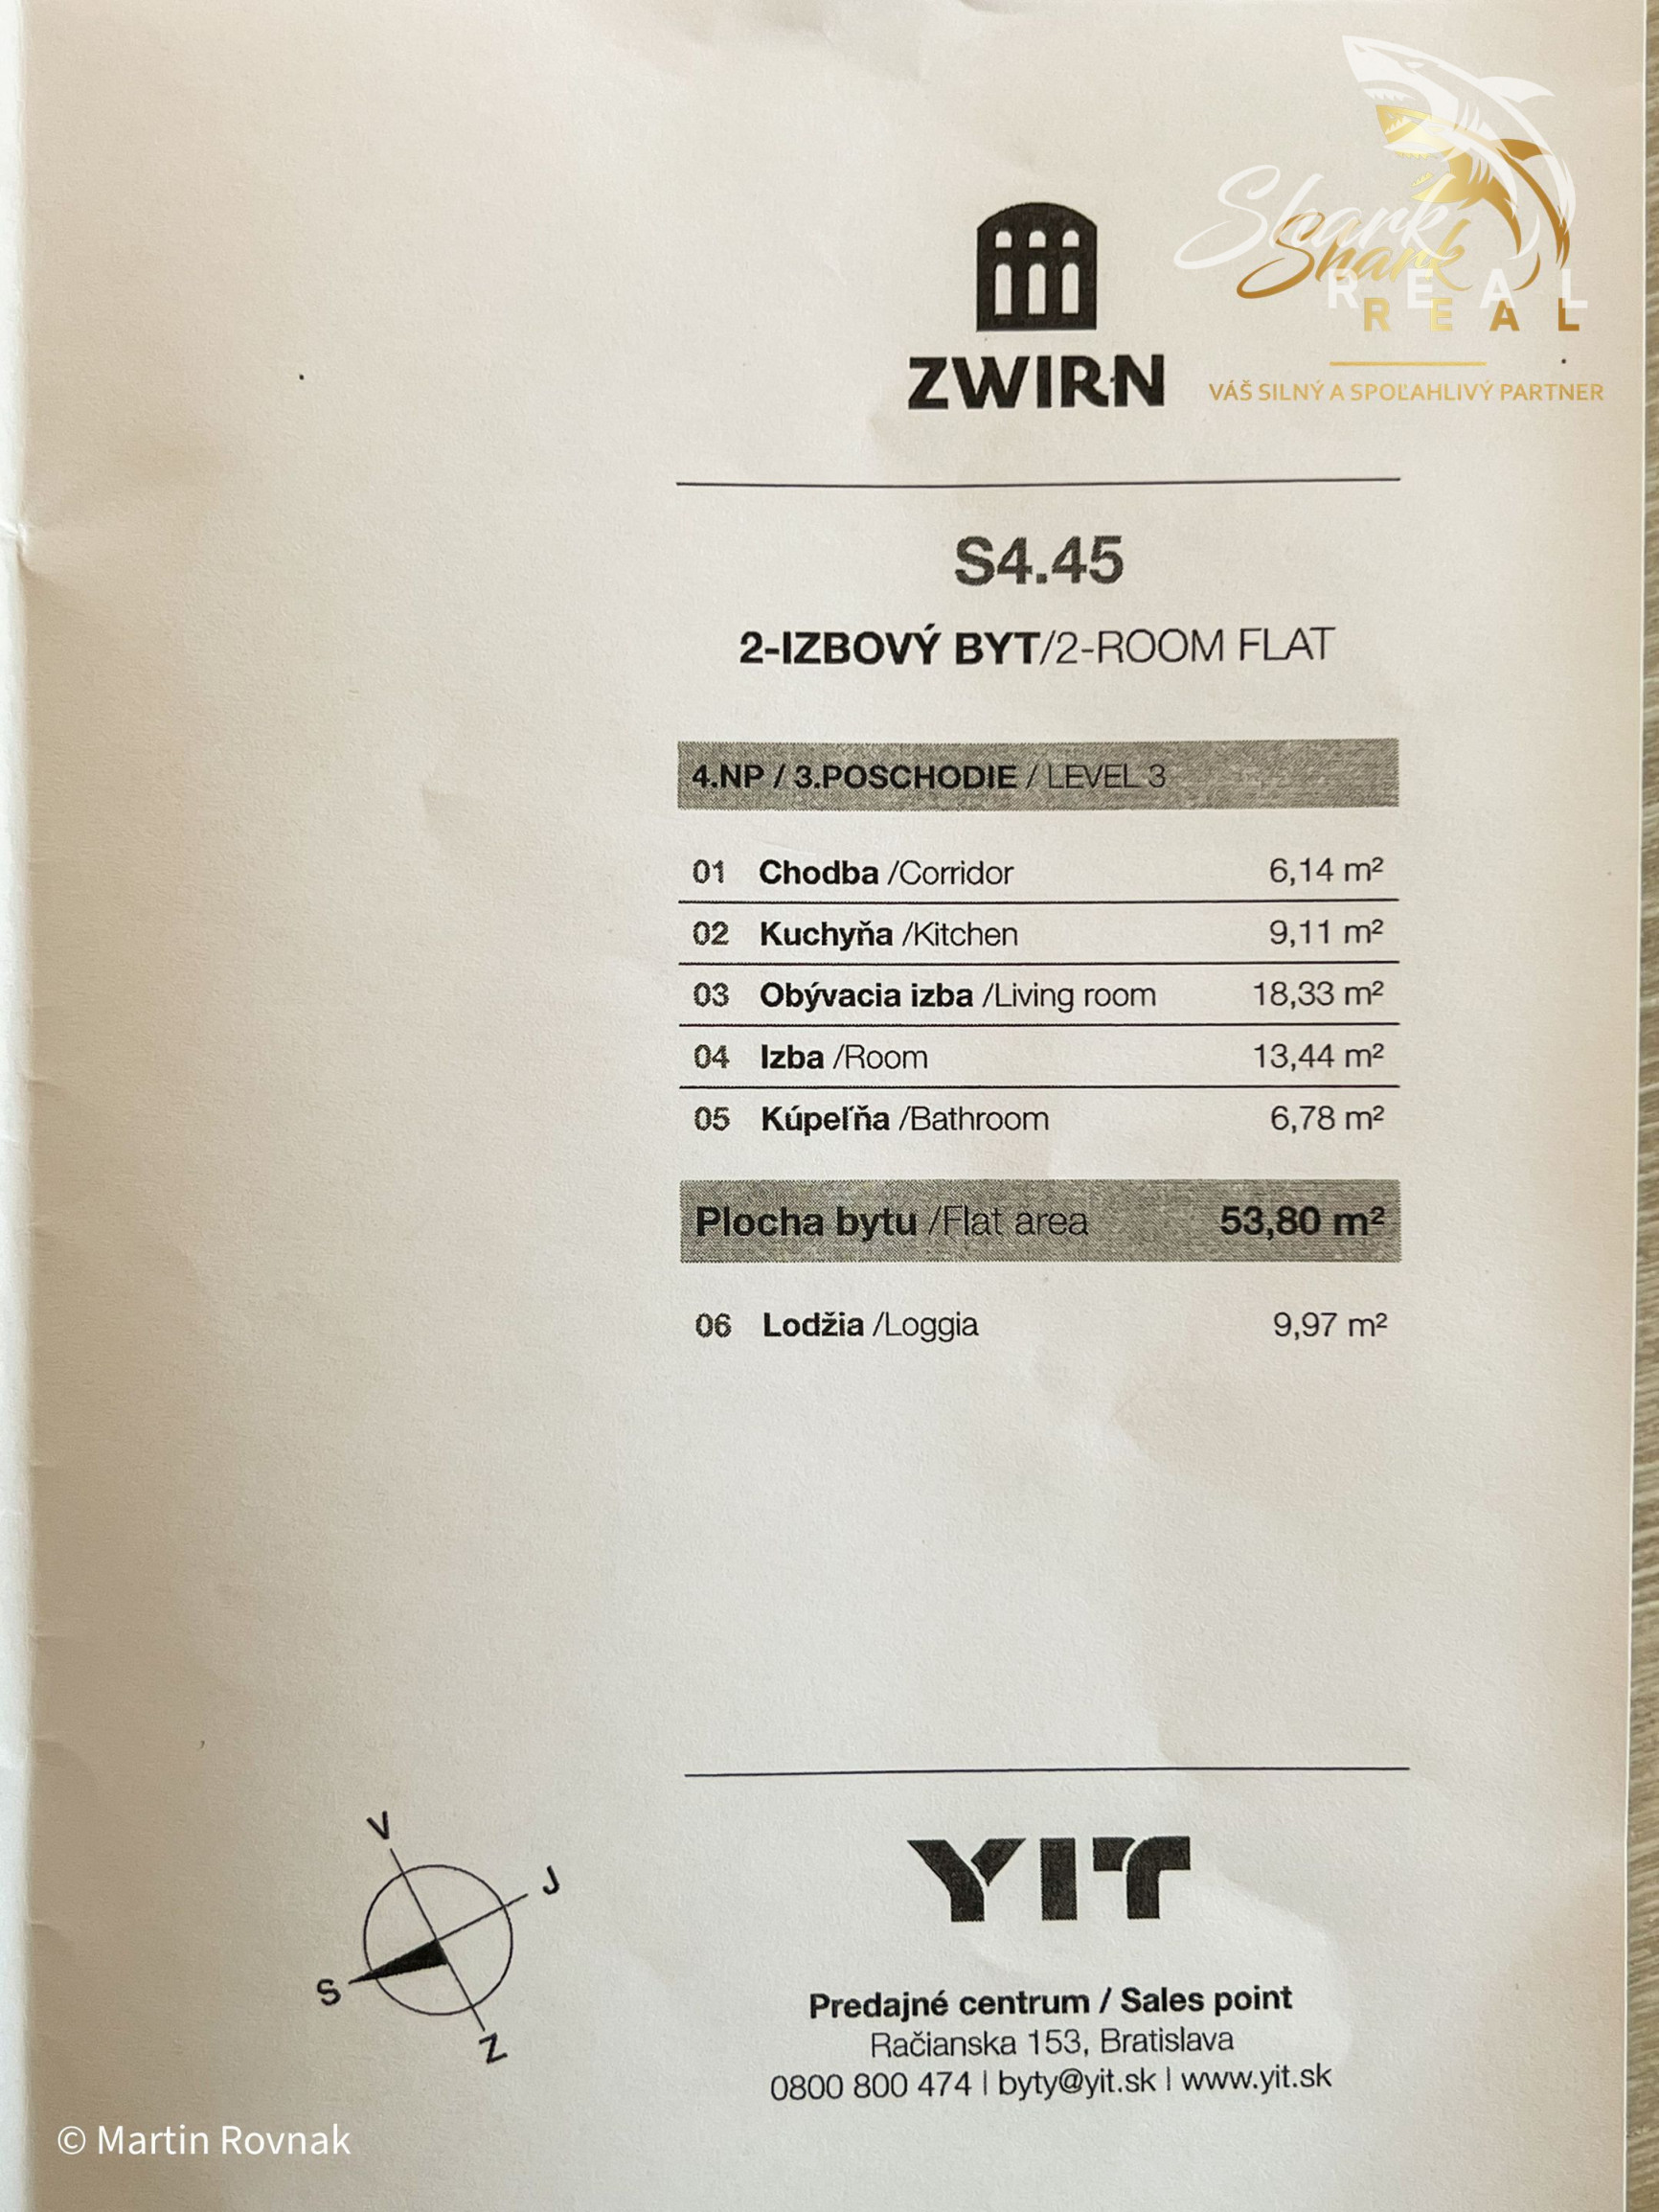 Shark
Shark
REAL
REAL
VÁŠ SILNÝ A SPOĽAHLIVÝ PARTNER
ZWIRN
S4.45
2-IZBOVÝ BYT/2-ROOM FLAT
4.NP / 3.POSCHODIE / LEVEL 3
01 Chodba /Corridor 6,14 m²
02 Kuchyňa /Kitchen 9,11 m²
03 Obývacia izba /Living room 18,33 m²
04 Izba /Room 13,44 m²
05 Kúpeľňa /Bathroom 6,78 m²
Plocha bytu /Flat area 53,80 m²
06 Lodžia /Loggia 9,97 m²
V
J
S
Z
YIT
Predajné centrum / Sales point
Račianska 153, Bratislava
0800 800 474 | byty@yit.sk | www.yit.sk
© Martin Rovnak